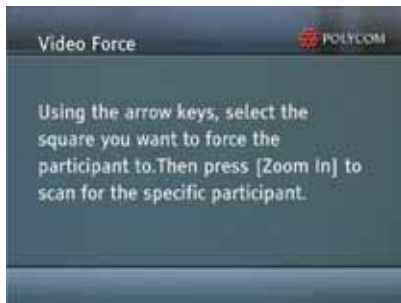 Video Force
POLYCOM
Using the arrow keys, select the
square you want to force the
participant to.Then press [Zoom In] to
scan for the specific participant.